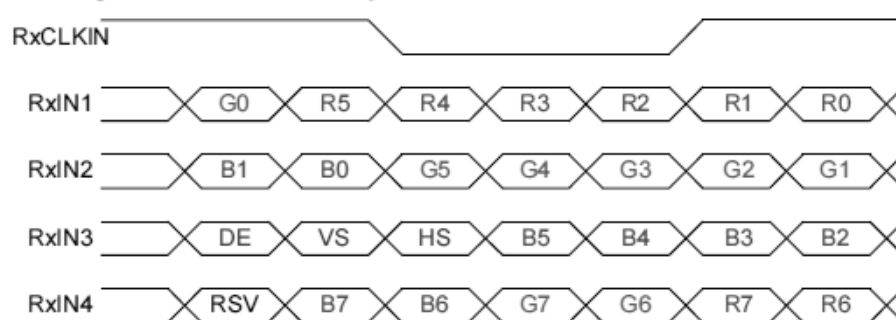 RxCLKIN
RxIN1 G0 R5 R4 R3 R2 R1 R0
RxIN2 B1 B0 G5 G4 G3 G2 G1
RxIN3 DE VS HS B5 B4 B3 B2
RxIN4 RSV B7 B6 G7 G6 R7 R6